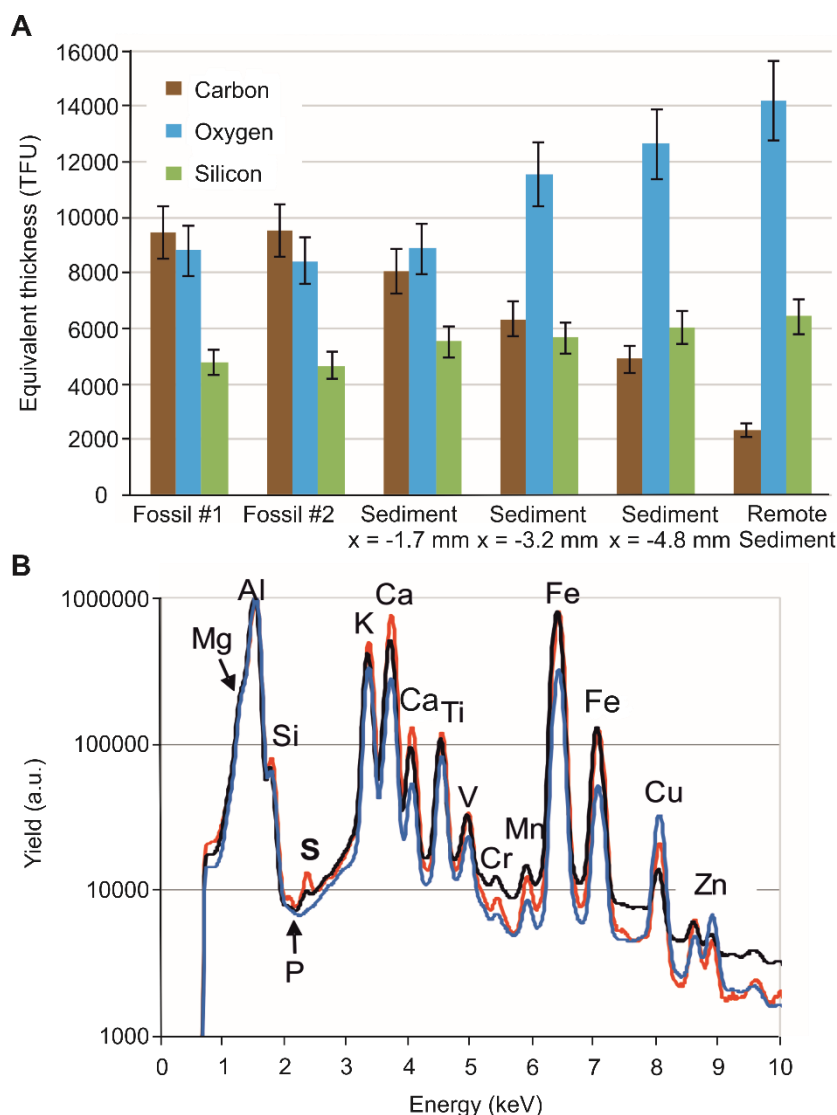 A
16000
14000
12000
10000
8000
6000
4000
2000
0
Equivalent thickness (TFU)
Carbon
Oxygen
Silicon
Fossil #1 Fossil #2 Sediment Sediment Sediment Remote
x = -1.7 mm x = -3.2 mm x = -4.8 mm Sediment
B
1000000
100000
10000
1000
Yield (a.u.)
Mg
Al
Si
S
P
K
Ca
Ca
Ti
V
Cr
Mn
Fe
Fe
Cu
Zn
0 1 2 3 4 5 6 7 8 9 10
Energy (keV)